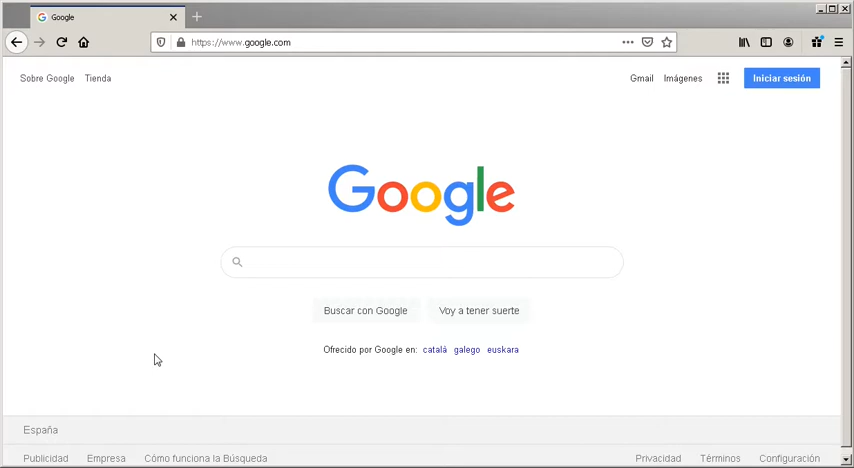 Google
https://www.google.com
Sobre Google Tienda Gmail Imágenes Iniciar sesión
Google
Buscar con Google Voy a tener suerte
Ofrecido por Google en: català galego euskara
España
Publicidad Empresa Cómo funciona la Búsqueda Privacidad Términos Configuración